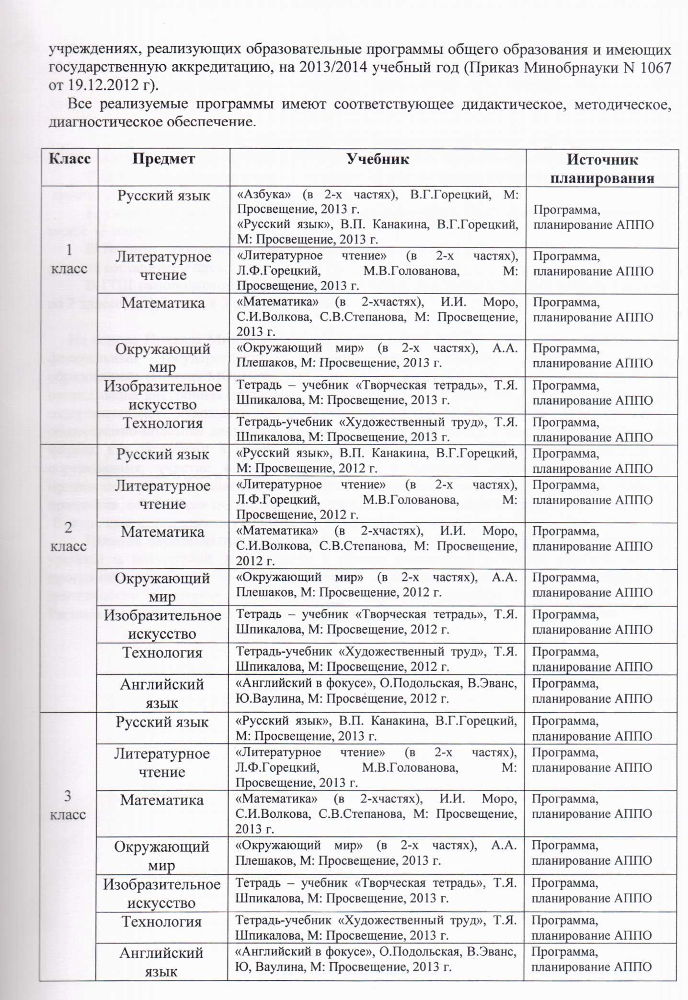 учреждениях, реализующих образовательные программы общего образования и имеющих
государственную аккредитацию, на 2013/2014 учебный год (Приказ Минобрнауки N 1067
от 19.12.2012 г).
Все реализуемые программы имеют соответствующее дидактическое, методическое,
диагностическое обеспечение.
Класс
Предмет
Учебник
Источник
планирования
1
класс
Русский язык
«Азбука» (в 2-х частях), В.Г.Горецкий, М:
Просвещение, 2013 г.
«Русский язык», В.П. Канакина, В.Г.Горецкий,
М: Просвещение, 2013 г.
Программа,
планирование АППО
Литературное
чтение
«Литературное чтение» (в 2-х частях),
Л.Ф.Горецкий, М.В.Голованова, М:
Просвещение, 2013 г.
Программа,
планирование АППО
Математика
«Математика» (в 2-хчастях), И.И. Моро,
С.И.Волкова, С.В.Степанова, М: Просвещение,
2013 г.
Программа,
планирование АППО
Окружающий
мир
«Окружающий мир» (в 2-х частях), А.А.
Плешаков, М: Просвещение, 2013 г.
Программа,
планирование АППО
Изобразительное
искусство
Тетрадь – учебник «Творческая тетрадь», Т.Я.
Шпикалова, М: Просвещение, 2013 г.
Программа,
планирование АППО
Технология
Тетрадь-учебник «Художественный труд», Т.Я.
Шпикалова, М: Просвещение, 2013 г.
Программа,
планирование АППО
2
класс
Русский язык
«Русский язык», В.П. Канакина, В.Г.Горецкий,
М: Просвещение, 2012 г.
Программа,
планирование АППО
Литературное
чтение
«Литературное чтение» (в 2-х частях),
Л.Ф.Горецкий, М.В.Голованова, М:
Просвещение, 2012 г.
Программа,
планирование АППО
Математика
«Математика» (в 2-хчастях), И.И. Моро,
С.И.Волкова, С.В.Степанова, М: Просвещение,
2012 г.
Программа,
планирование АППО
Окружающий
мир
«Окружающий мир» (в 2-х частях), А.А.
Плешаков, М: Просвещение, 2012 г.
Программа,
планирование АППО
Изобразительное
искусство
Тетрадь – учебник «Творческая тетрадь», Т.Я.
Шпикалова, М: Просвещение, 2012 г.
Программа,
планирование АППО
Технология
Тетрадь-учебник «Художественный труд», Т.Я.
Шпикалова, М: Просвещение, 2012 г.
Программа,
планирование АППО
Английский
язык
«Английский в фокусе», О.Подольская, В.Эванс,
Ю.Ваулина, М: Просвещение, 2012 г.
Программа,
планирование АППО
3
класс
Русский язык
«Русский язык», В.П. Канакина, В.Г.Горецкий,
М: Просвещение, 2013 г.
Программа,
планирование АППО
Литературное
чтение
«Литературное чтение» (в 2-х частях),
Л.Ф.Горецкий, М.В.Голованова, М:
Просвещение, 2013 г.
Программа,
планирование АППО
Математика
«Математика» (в 2-хчастях), И.И. Моро,
С.И.Волкова, С.В.Степанова, М: Просвещение,
2013 г.
Программа,
планирование АППО
Окружающий
мир
«Окружающий мир» (в 2-х частях), А.А.
Плешаков, М: Просвещение, 2013 г.
Программа,
планирование АППО
Изобразительное
искусство
Тетрадь – учебник «Творческая тетрадь», Т.Я.
Шпикалова, М: Просвещение, 2013 г.
Программа,
планирование АППО
Технология
Тетрадь-учебник «Художественный труд», Т.Я.
Шпикалова, М: Просвещение, 2013 г.
Программа,
планирование АППО
Английский
язык
«Английский в фокусе», О.Подольская, В.Эванс,
Ю, Ваулина, М: Просвещение, 2013 г.
Программа,
планирование АППО